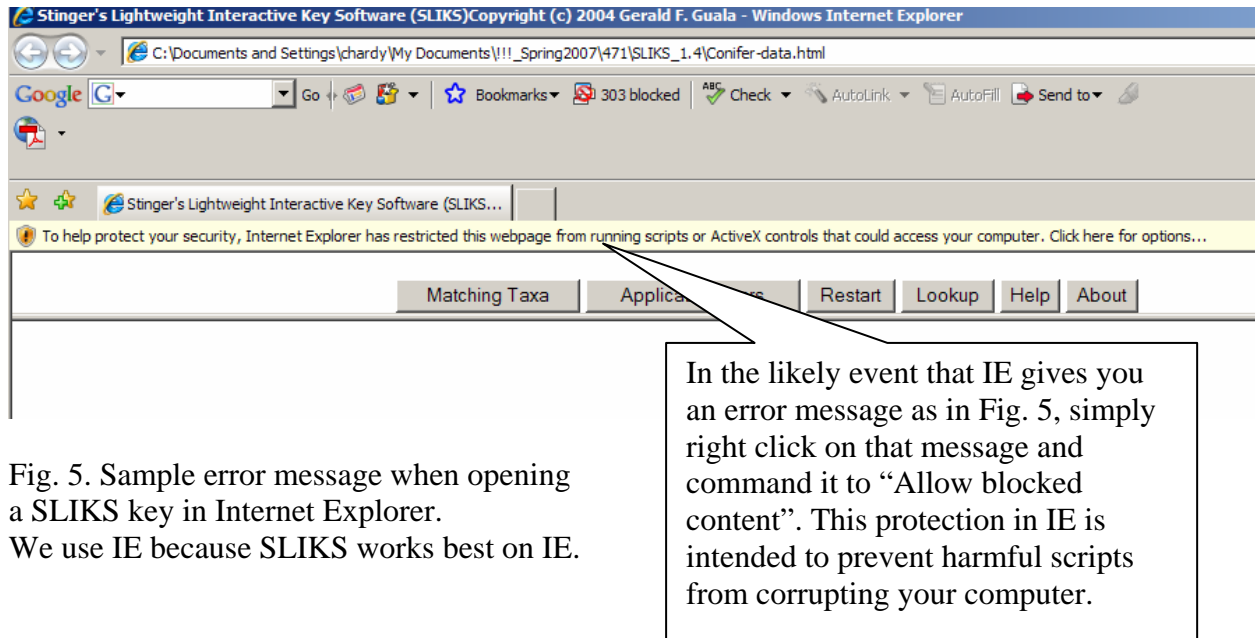 Stinger's Lightweight Interactive Key Software (SLIKS)Copyright (c) 2004 Gerald F. Guala - Windows Internet Explorer
C:\Documents and Settings\chardy\My Documents\!!!_Spring2007\471\SLIKS_1.4\Conifer-data.html
Google G Go Bookmarks 303 blocked ABC Check AutoLink AutoFill Send to
Stinger's Lightweight Interactive Key Software (SLIKS...
To help protect your security, Internet Explorer has restricted this webpage from running scripts or ActiveX controls that could access your computer. Click here for options...
Matching Taxa Restart Lookup Help About
In the likely event that IE gives you
an error message as in Fig. 5, simply
right click on that message and
command it to “Allow blocked
content”. This protection in IE is
intended to prevent harmful scripts
from corrupting your computer.
Fig. 5. Sample error message when opening
a SLIKS key in Internet Explorer.
We use IE because SLIKS works best on IE.